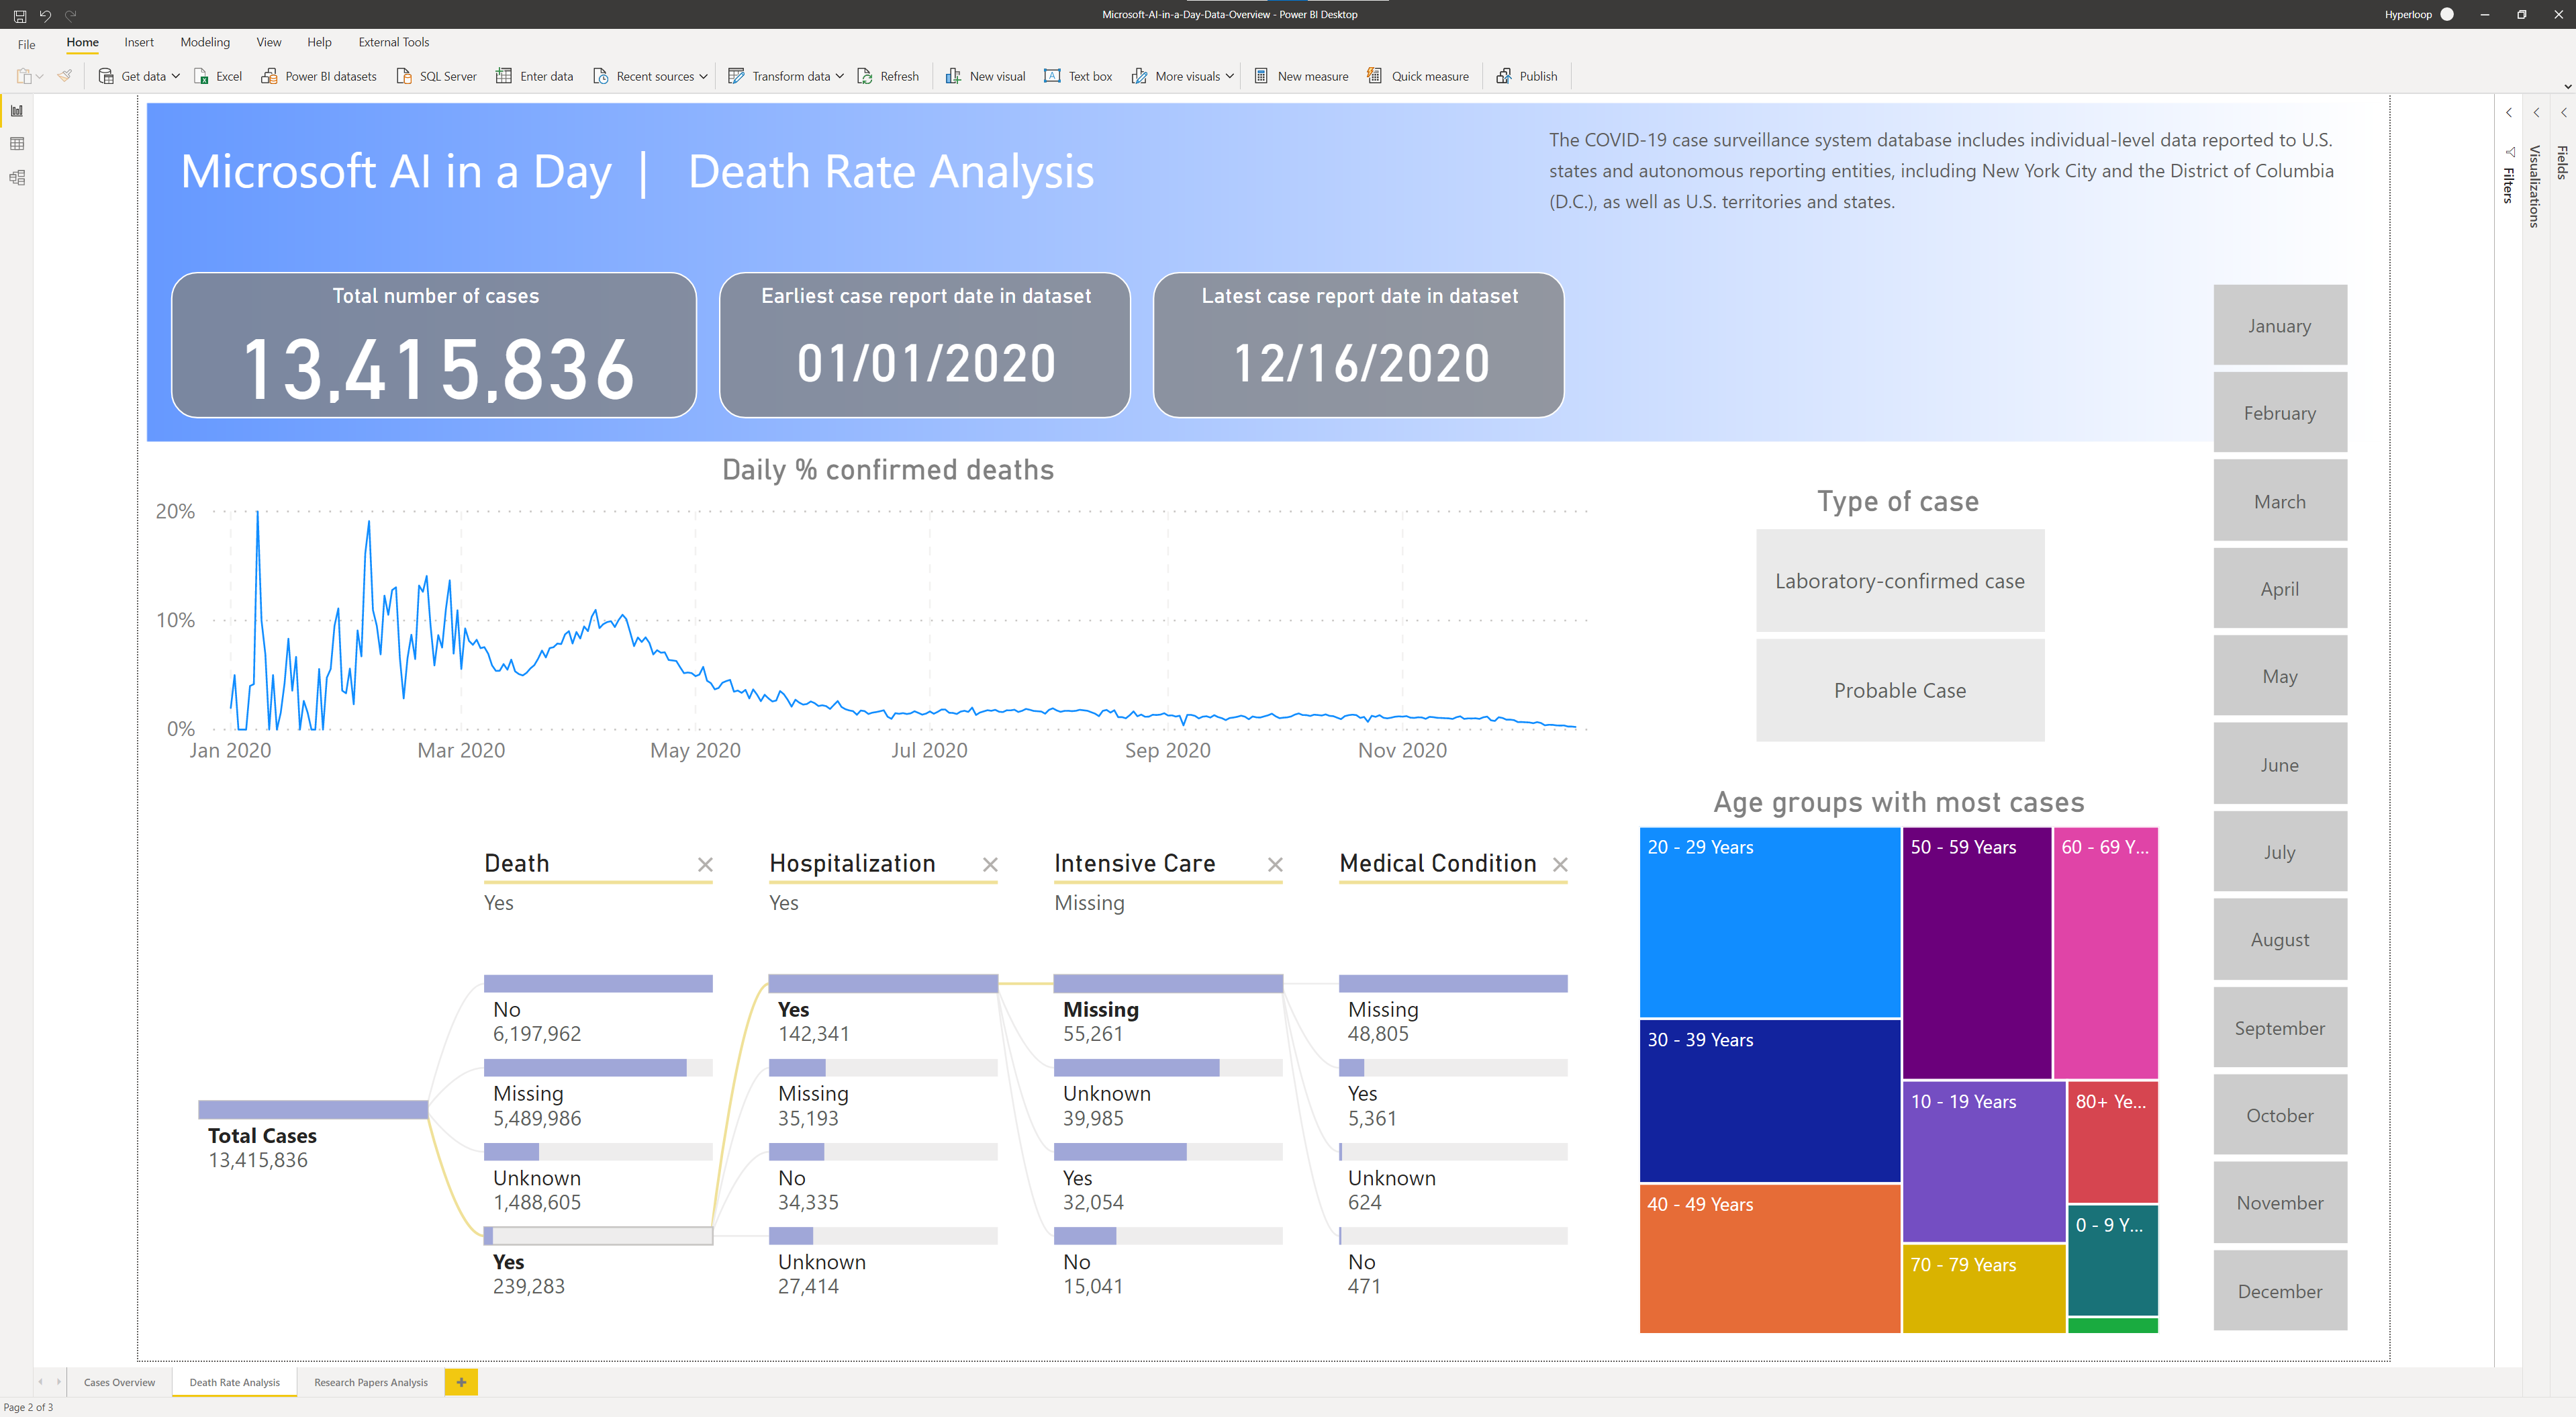 Microsoft-AI-in-a-Day-Data-Overview - Power BI Desktop
Hyperloop
File
Home
Insert
Modeling
View
Help
External Tools
Get data
Excel
Power BI datasets
SQL Server
Enter data
Recent sources
Transform data
Refresh
New visual
Text box
More visuals
New measure
Quick measure
Publish
Filters
Visualizations
Fields
Microsoft AI in a Day | Death Rate Analysis
The COVID-19 case surveillance system database includes individual-level data reported to U.S.
states and autonomous reporting entities, including New York City and the District of Columbia
(D.C.), as well as U.S. territories and states.
Total number of cases
13,415,836
Earliest case report date in dataset
01/01/2020
Latest case report date in dataset
12/16/2020
January
February
March
April
May
June
July
August
September
October
November
December
Daily % confirmed deaths
20%
10%
0%
Jan 2020
Mar 2020
May 2020
Jul 2020
Sep 2020
Nov 2020
Type of case
Laboratory-confirmed case
Probable Case
Total Cases
13,415,836
Death
Yes
No
6,197,962
Missing
5,489,986
Unknown
1,488,605
Yes
239,283
Hospitalization
Yes
Yes
142,341
Missing
35,193
No
34,335
Unknown
27,414
Intensive Care
Missing
Missing
55,261
Unknown
39,985
Yes
32,054
No
15,041
Medical Condition
Missing
48,805
Yes
5,361
Unknown
624
No
471
Age groups with most cases
20 - 29 Years
30 - 39 Years
40 - 49 Years
50 - 59 Years
60 - 69 Y...
10 - 19 Years
80+ Ye...
70 - 79 Years
0 - 9 Y...
Cases Overview
Death Rate Analysis
Research Papers Analysis
Page 2 of 3